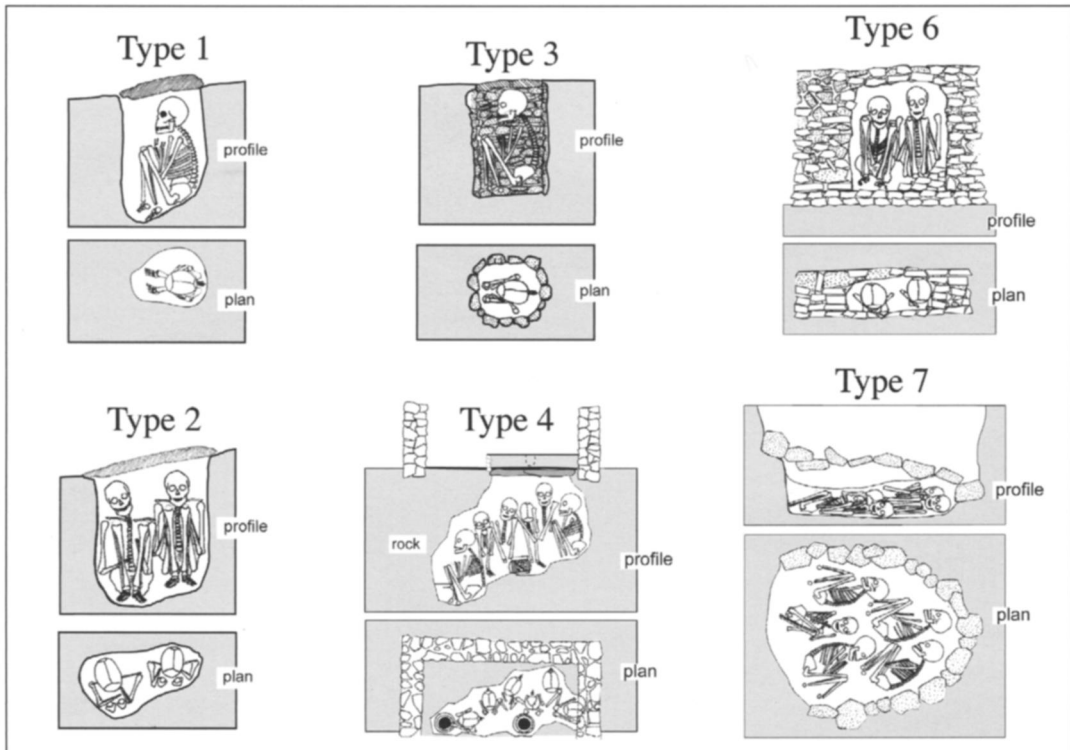 Type 1
profile
plan
Type 3
profile
plan
Type 6
profile
plan
Type 2
profile
plan
Type 4
rock
profile
plan
Type 7
profile
plan